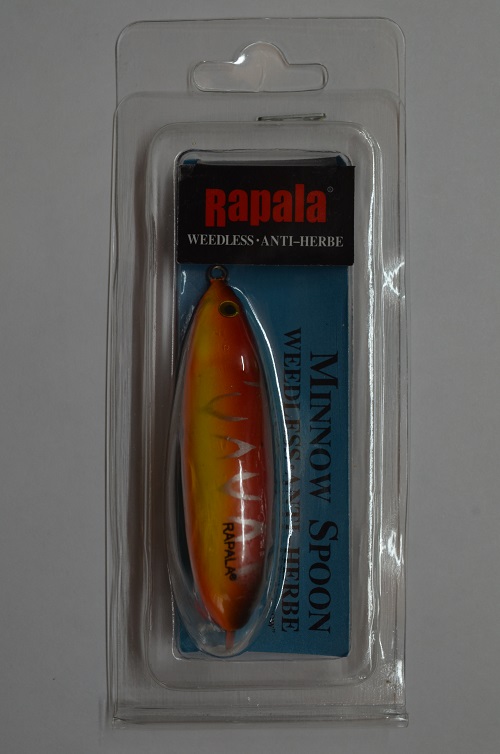 Rapala®
WEEDLESS·ANTI-HERBE
MINNOW SPOON
WEEDLESS ANTI-HERBE
RAPALA®